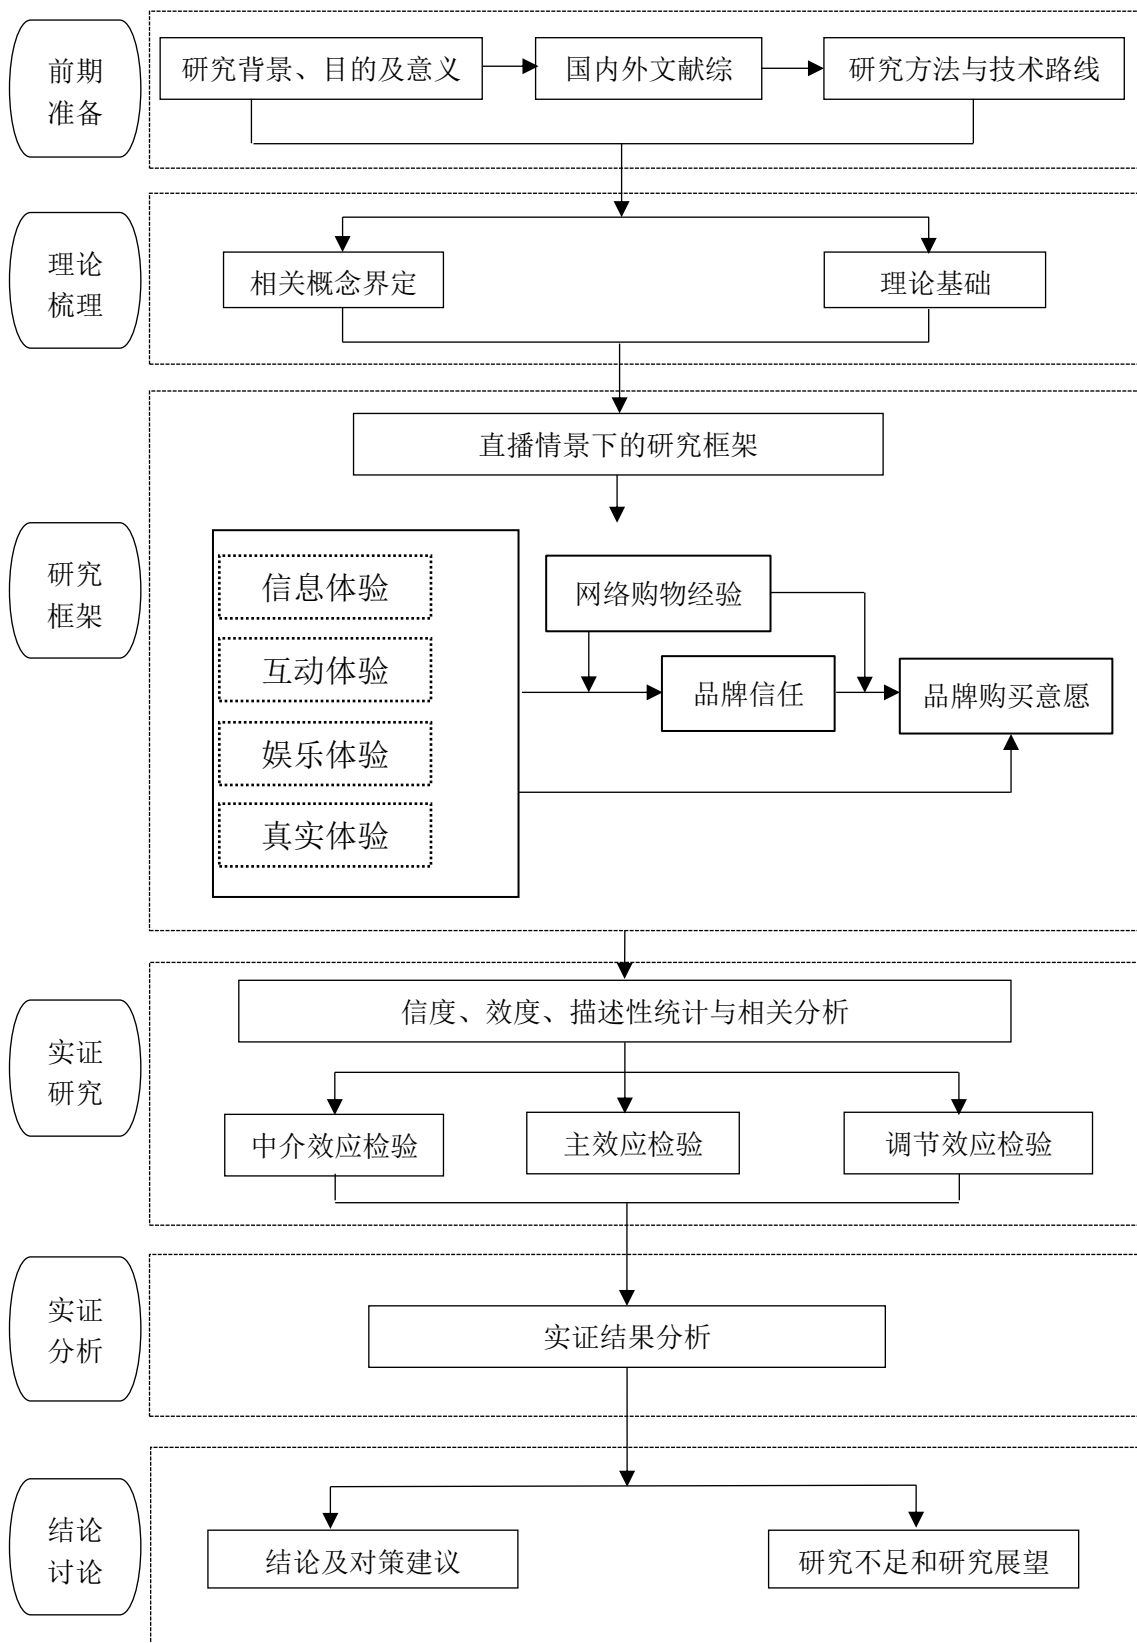 前期
准备
研究背景、目的及意义
国内外文献综
研究方法与技术路线
理论
梳理
相关概念界定
理论基础
研究
框架
直播情景下的研究框架
信息体验
互动体验
娱乐体验
真实体验
网络购物经验
品牌信任
品牌购买意愿
实证
研究
信度、效度、描述性统计与相关分析
中介效应检验
主效应检验
调节效应检验
实证
分析
实证结果分析
结论
讨论
结论及对策建议
研究不足和研究展望